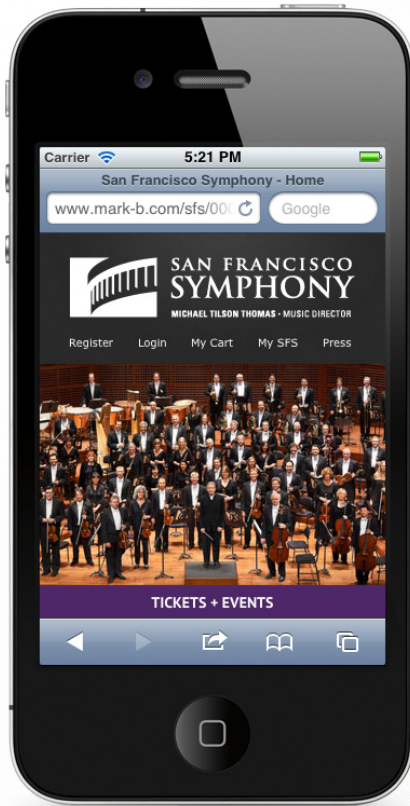 Carrier 5:21 PM
San Francisco Symphony - Home
www.mark-b.com/sfs/000 Google
SAN FRANCISCO
SYMPHONY
MICHAEL TILSON THOMAS • MUSIC DIRECTOR
Register Login My Cart My SFS Press
TICKETS + EVENTS